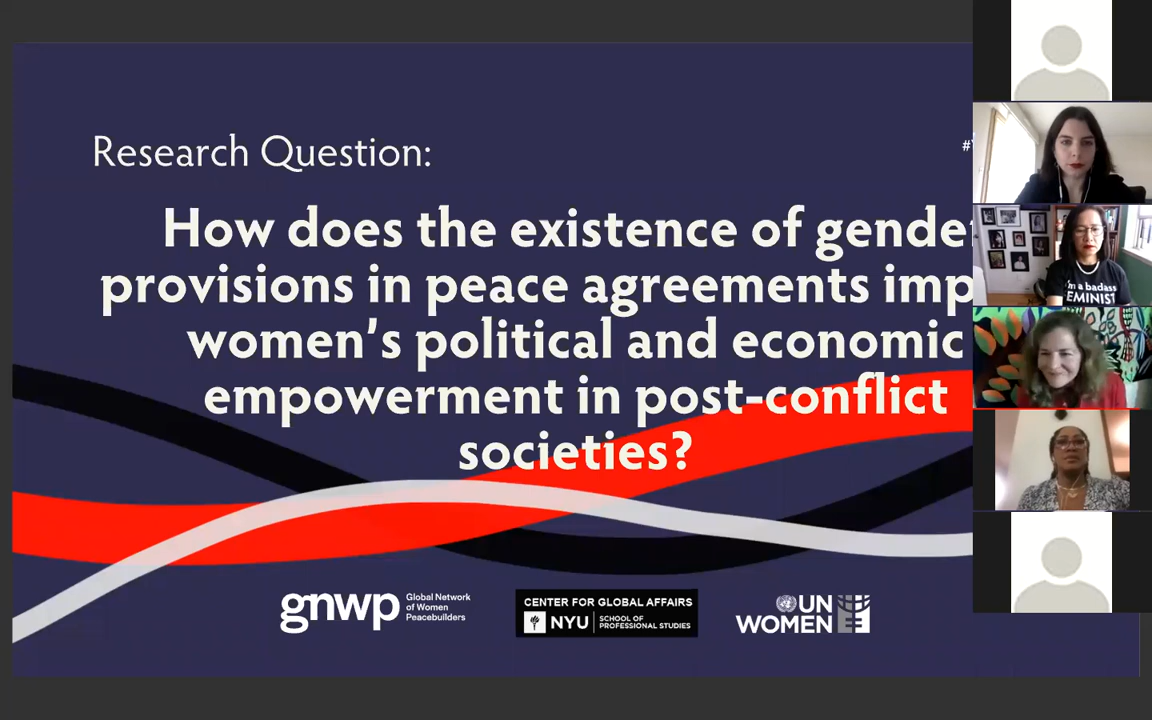 Research Question:
#
How does the existence of gende
provisions in peace agreements imp
women's political and economic
empowerment in post-conflict
societies?
I'm a badass
FEMINIST
gnwp
Global Network
of Women
Peacebuilders
CENTER FOR GLOBAL AFFAIRS
NYU
SCHOOL OF
PROFESSIONAL STUDIES
UN
WOMEN